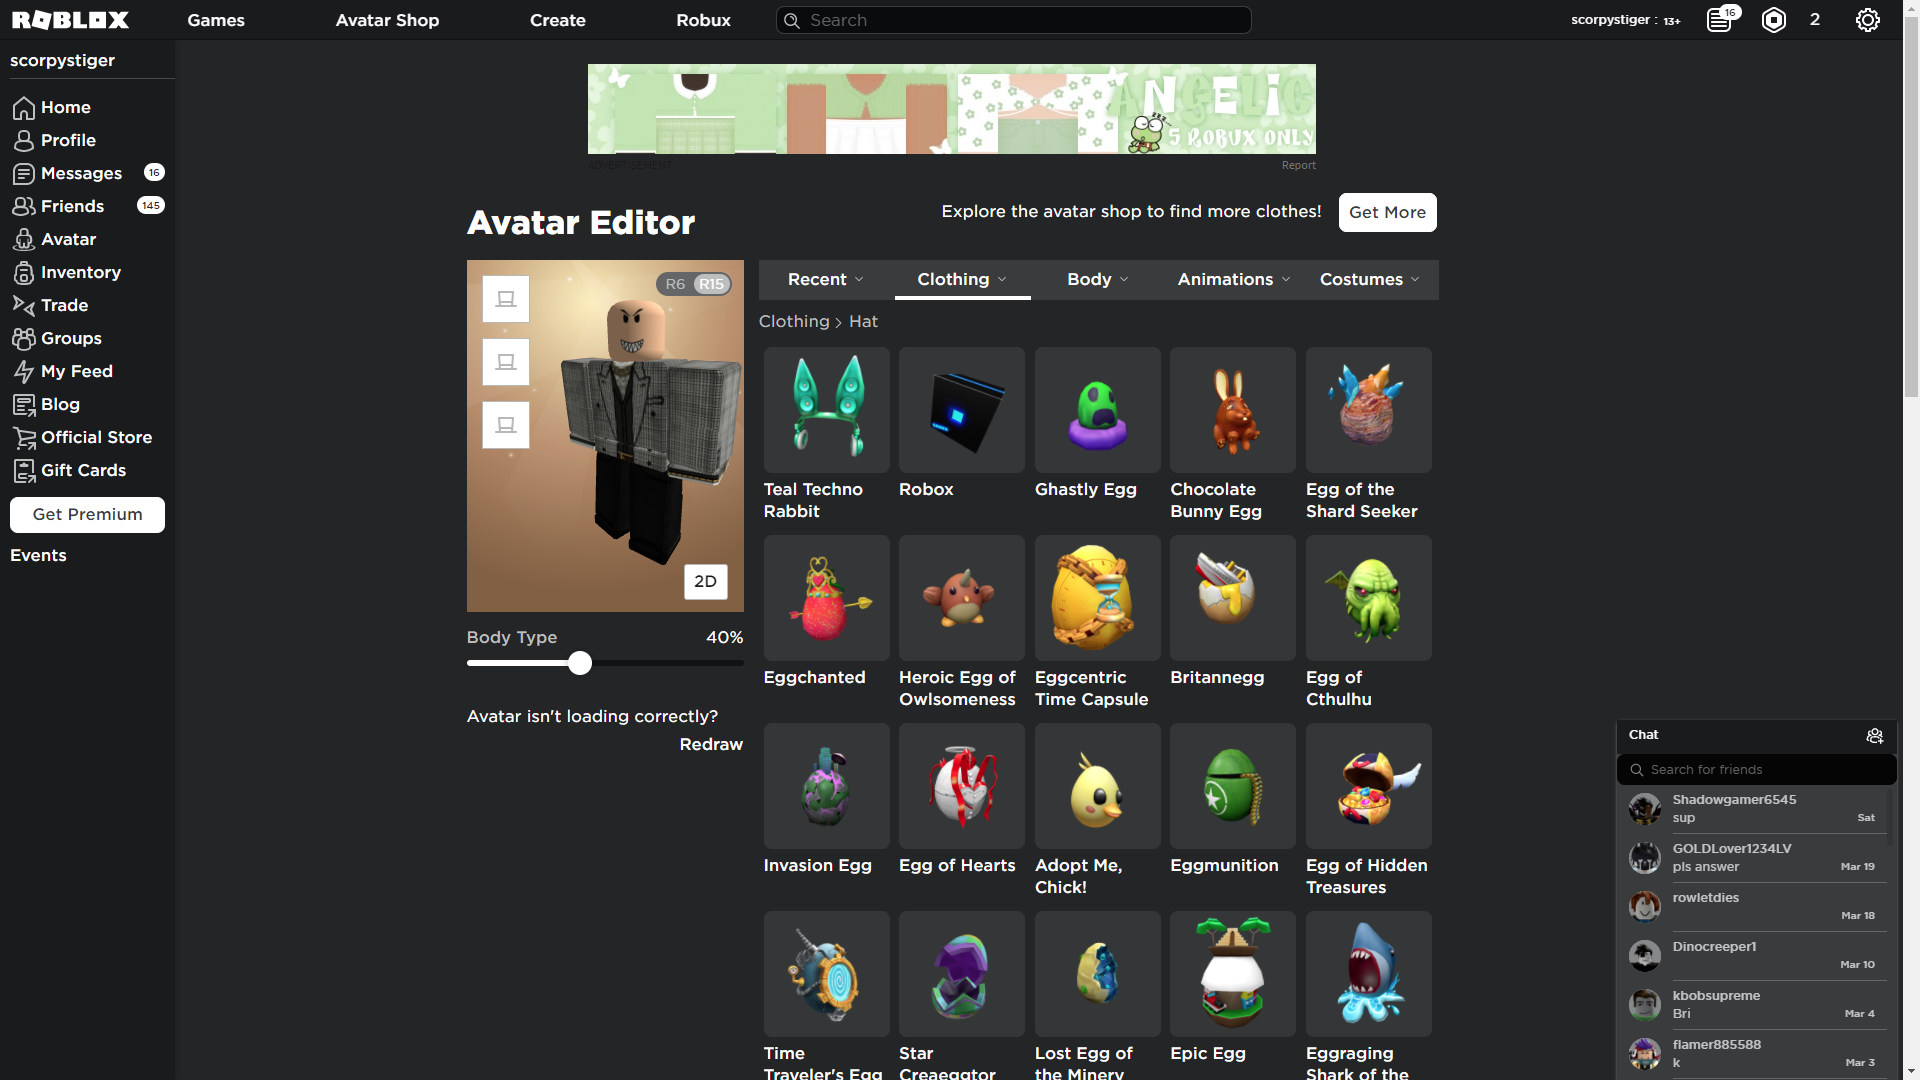 ROBLOX
Games
Avatar Shop
Create
Robux
Search
scorpystiger : 13+
16
2
scorpystiger
Home
Profile
Messages
16
Friends
145
Avatar
Inventory
Trade
Groups
My Feed
Blog
Official Store
Gift Cards
Get Premium
Events
ANGELIC
5 ROBUX ONLY
ADVERTISEMENT
Report
Avatar Editor
Explore the avatar shop to find more clothes!
Get More
R6 R15
2D
Body Type
40%
Avatar isn't loading correctly?
Redraw
Recent
Clothing
Body
Animations
Costumes
Clothing > Hat
Teal Techno
Rabbit
Robox
Ghastly Egg
Chocolate
Bunny Egg
Egg of the
Shard Seeker
Eggchanted
Heroic Egg of
Owlsomeness
Eggcentric
Time Capsule
Britannegg
Egg of
Cthulhu
Invasion Egg
Egg of Hearts
Adopt Me,
Chick!
Eggmunition
Egg of Hidden
Treasures
Time
Traveler's Egg
Star
Creaeggtor
Lost Egg of
the Minery
Epic Egg
Eggraging
Shark of the
Chat
Search for friends
Shadowgamer6545
sup
Sat
GOLDLover1234LV
pls answer
Mar 19
rowletdies
Mar 18
Dinocreeper1
Mar 10
kbobsupreme
Bri
Mar 4
flamer885588
k
Mar 3